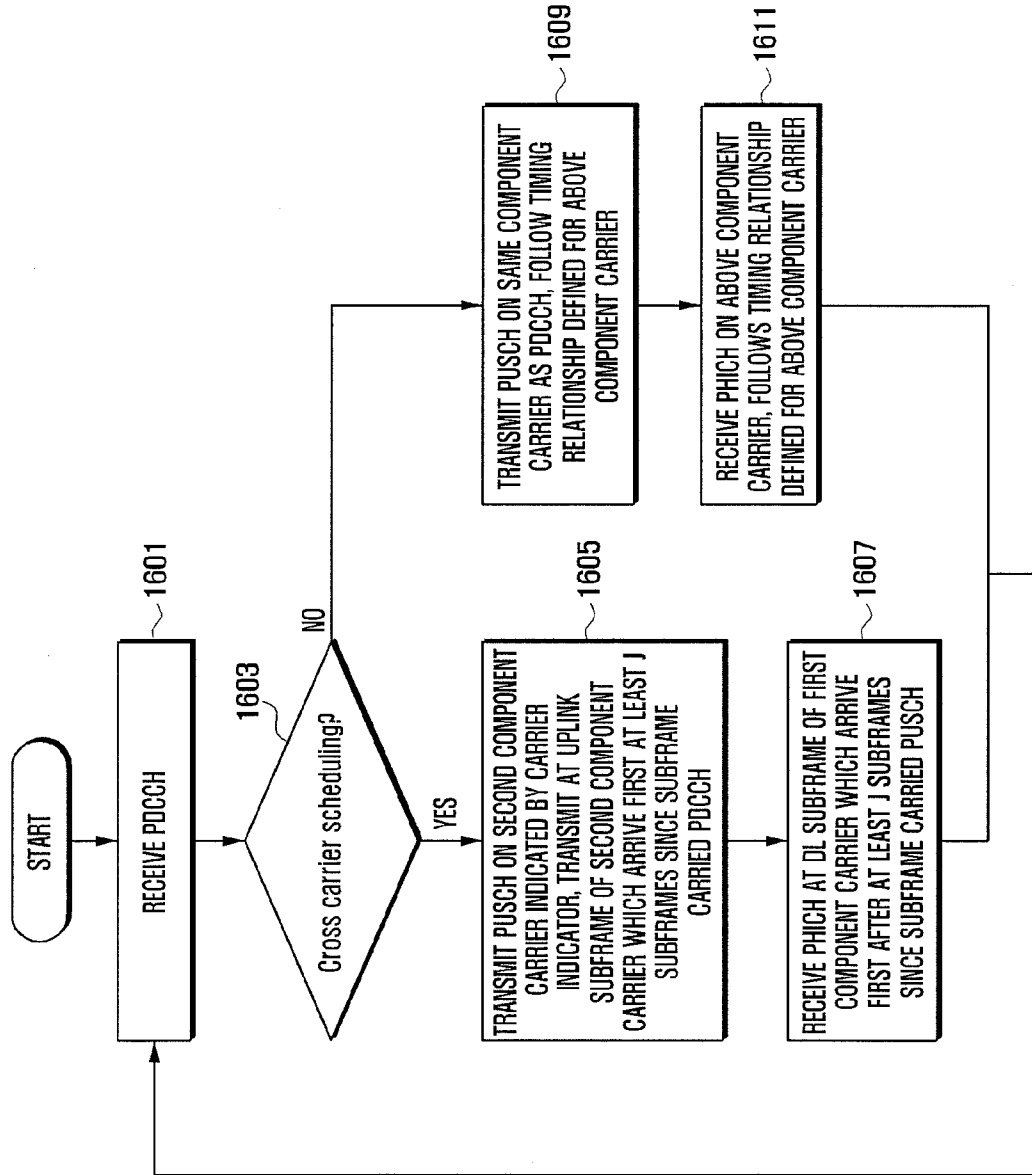 START
RECEIVE PDCCH
1601
Cross carrier scheduling?
1603
NO
YES
TRANSMIT PUSCH ON SECOND COMPONENT
CARRIER INDICATED BY CARRIER
INDICATOR, TRANSMIT AT UPLINK
SUBFRAME OF SECOND COMPONENT
CARRIER WHICH ARRIVE FIRST AT LEAST J
SUBFRAMES SINCE SUBFRAME
CARRIED PDCCH
1605
RECEIVE PHICH AT DL SUBFRAME OF FIRST
COMPONENT CARRIER WHICH ARRIVE
FIRST AFTER AT LEAST J SUBFRAMES
SINCE SUBFRAME CARRIED PUSCH
1607
TRANSMIT PUSCH ON SAME COMPONENT
CARRIER AS PDCCH, FOLLOW TIMING
RELATIONSHIP DEFINED FOR ABOVE
COMPONENT CARRIER
1609
RECEIVE PHICH ON ABOVE COMPONENT
CARRIER, FOLLOWS TIMING RELATIONSHIP
DEFINED FOR ABOVE COMPONENT CARRIER
1611